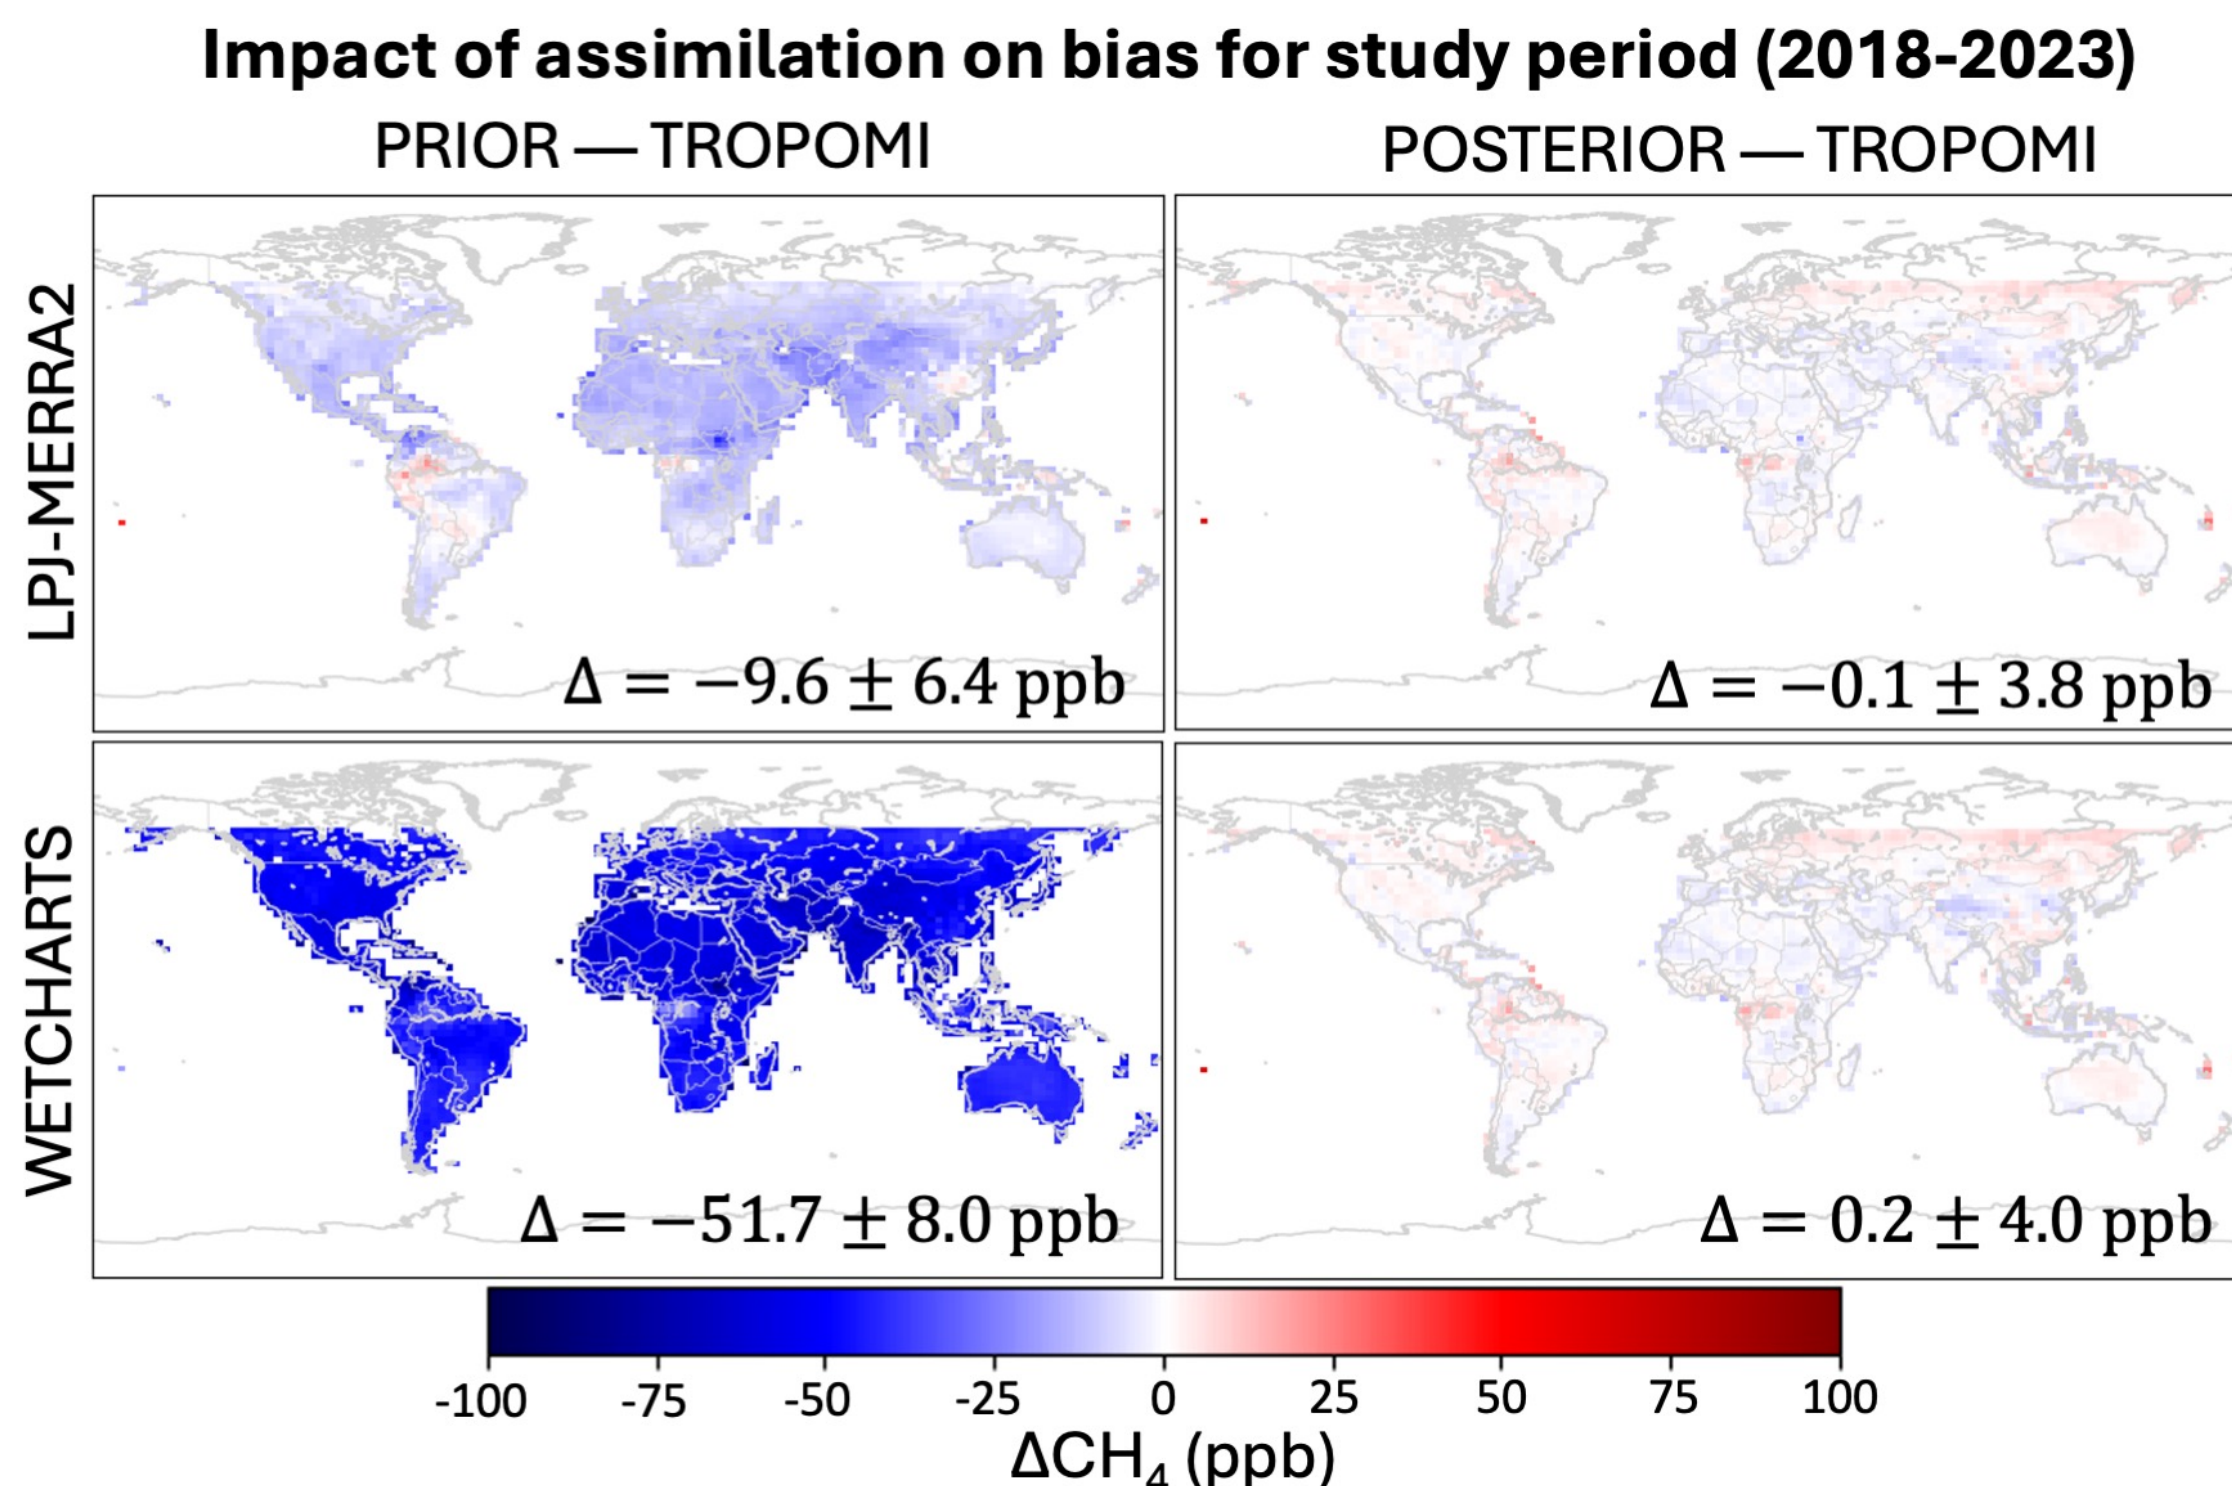 Impact of assimilation on bias for study period (2018-2023)
PRIOR — TROPOMI
POSTERIOR — TROPOMI
LPJ-MERRA2
Δ = −9.6 ± 6.4 ppb
Δ = −0.1 ± 3.8 ppb
WETCHARTS
Δ = −51.7 ± 8.0 ppb
Δ = 0.2 ± 4.0 ppb
-100 -75 -50 -25 0 25 50 75 100
ΔCH₄ (ppb)